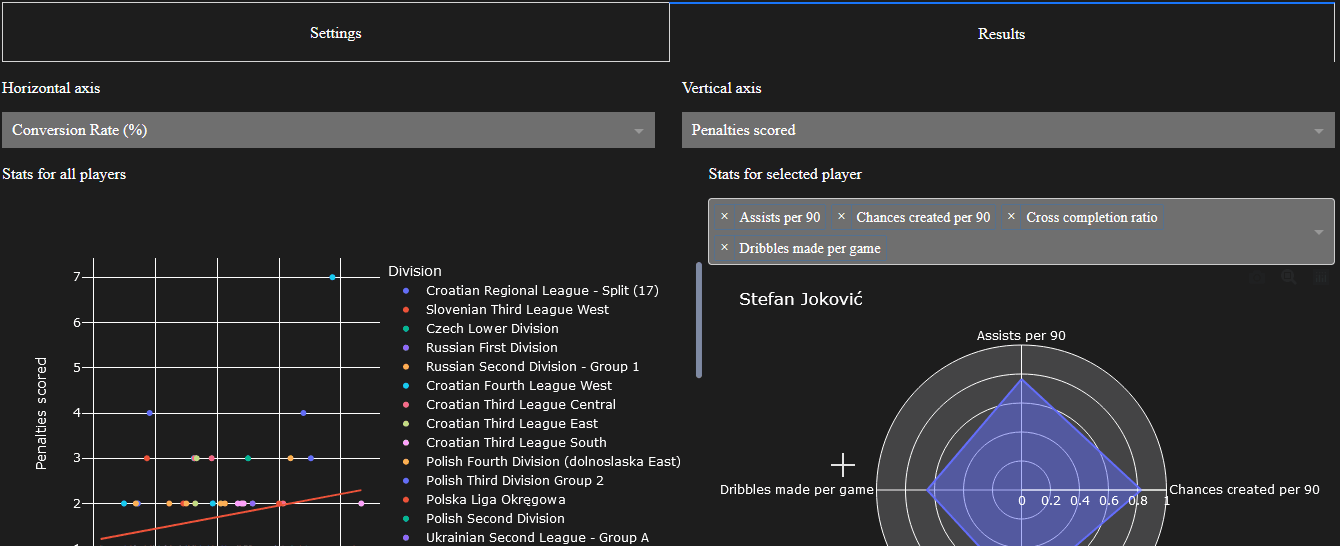 Settings
Results
Horizontal axis
Vertical axis
Conversion Rate (%)
Penalties scored
Stats for all players
Stats for selected player
× Assists per 90 × Chances created per 90 × Cross completion ratio
× Dribbles made per game
Penalties scored
7
6
5
4
3
2
Division
Croatian Regional League - Split (17)
Slovenian Third League West
Czech Lower Division
Russian First Division
Russian Second Division - Group 1
Croatian Fourth League West
Croatian Third League Central
Croatian Third League East
Croatian Third League South
Polish Fourth Division (dolnoslaska East)
Polish Third Division Group 2
Polska Liga Okręgowa
Polish Second Division
Ukrainian Second League - Group A
Stefan Joković
Assists per 90
Dribbles made per game
0 0.2 0.4 0.6 0.8 1
Chances created per 90